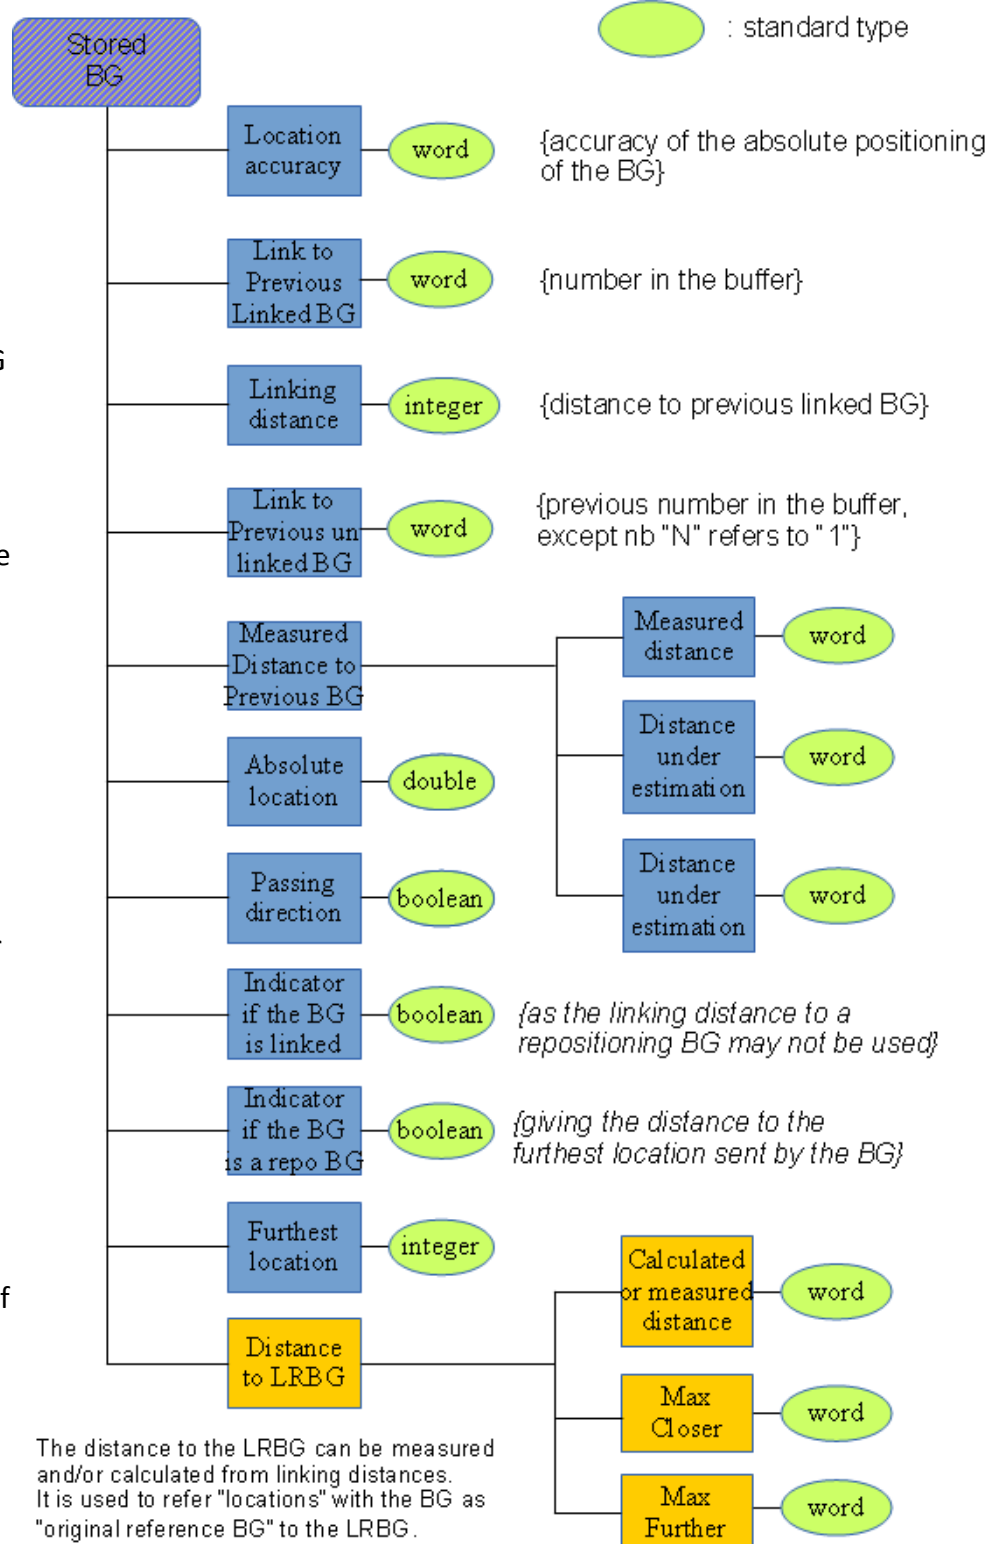 Stored
BG
: standard type
Location
accuracy
word
{accuracy of the absolute positioning
of the BG}
Link to
Previous
Linked BG
word
{number in the buffer}
G
Linking
distance
integer
{distance to previous linked BG}
Link to
Previous un
linked BG
word
{previous number in the buffer,
except nb "N" refers to "1"}
e
Measured
Distance to
Previous BG
Measured
distance
word
Distance
under
estimation
word
Distance
under
estimation
word
Absolute
location
double
Passing
direction
boolean
Indicator
if the BG
is linked
boolean
{as the linking distance to a
repositioning BG may not be used}
Indicator
if the BG
is a repo BG
boolean
{giving the distance to the
furthest location sent by the BG}
Furthest
location
integer
f
Distance
to LRBG
Calculated
or measured
distance
word
Max
Closer
word
Max
Further
word
The distance to the LRBG can be measured
and/or calculated from linking distances.
It is used to refer "locations" with the BG as
"original reference BG" to the LRBG.